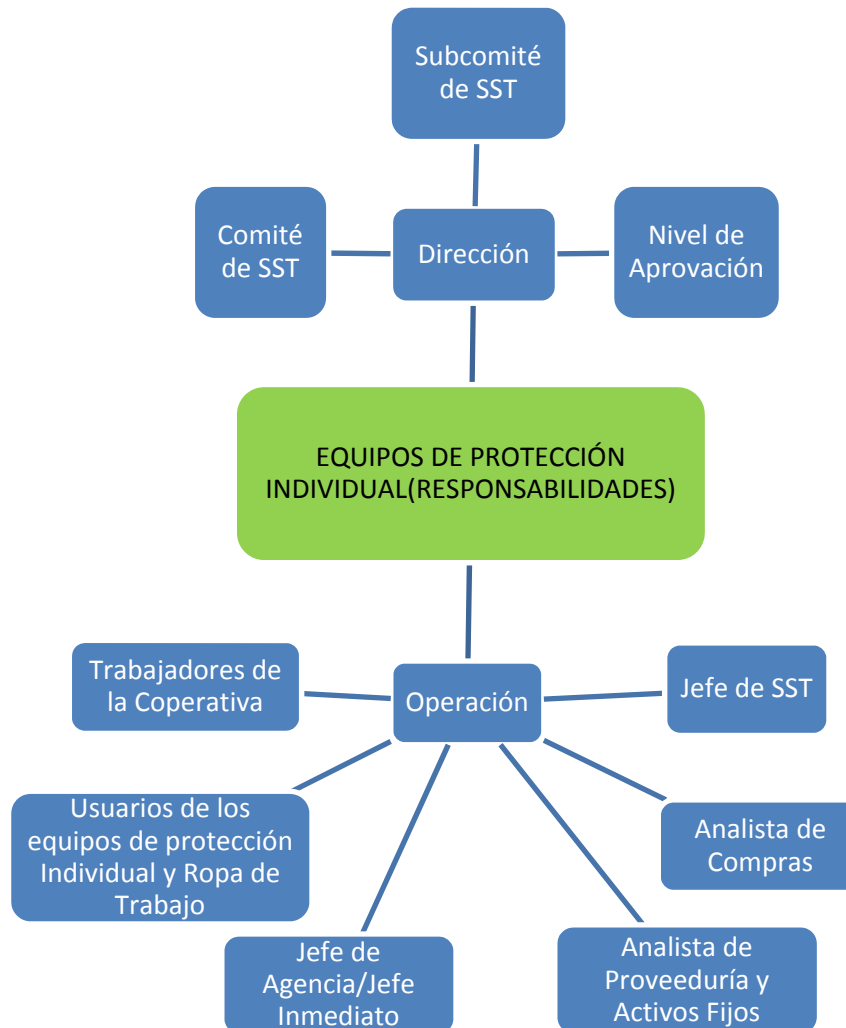 Subcomité
de SST
Comité
de SST
Dirección
Nivel de
Aprovación
EQUIPOS DE PROTECCIÓN
INDIVIDUAL(RESPONSABILIDADES)
Trabajadores de
la Coperativa
Operación
Jefe de SST
Usuarios de los
equipos de protección
Individual y Ropa de
Trabajo
Analista de
Compras
Jefe de
Agencia/Jefe
Inmediato
Analista de
Proveeduría y
Activos Fijos